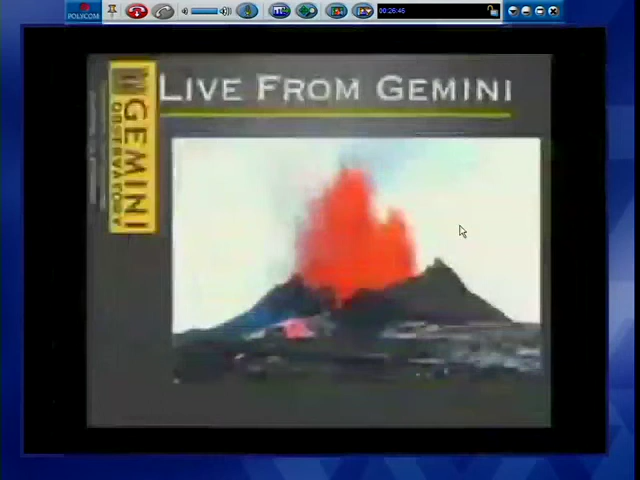 POLYCOM
00:26:46
LIVE FROM GEMINI
GEMINI
OBSERVATORY